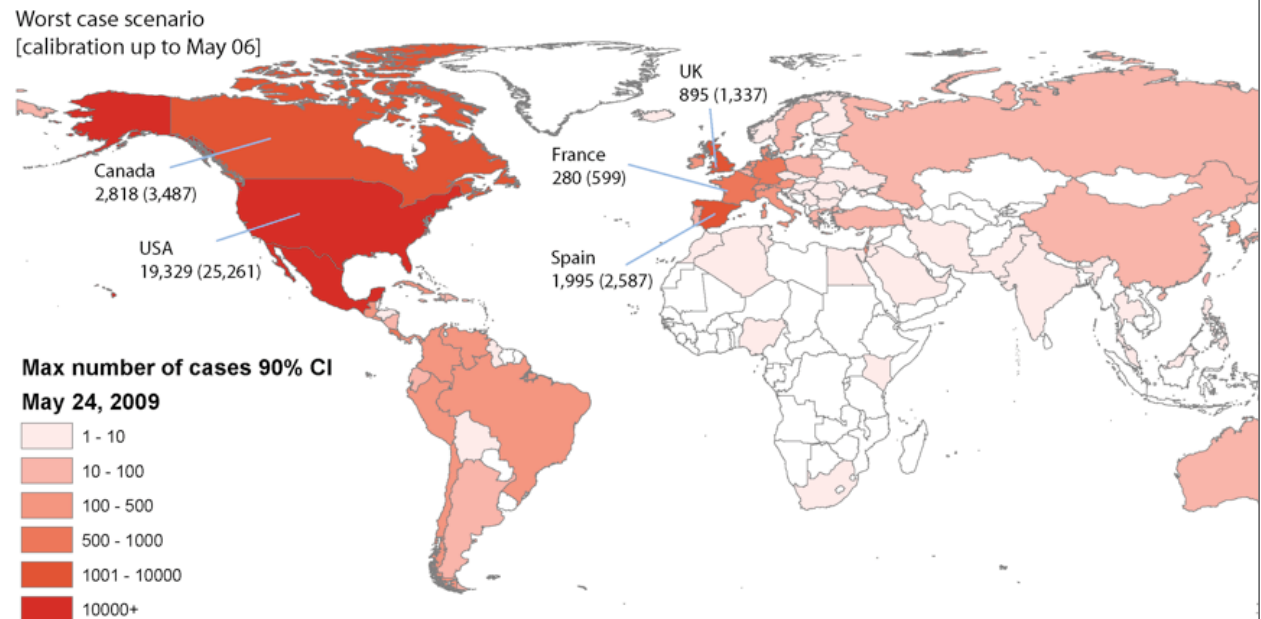 Worst case scenario
[calibration up to May 06]
UK
895 (1,337)
France
280 (599)
Canada
2,818 (3,487)
USA
19,329 (25,261)
Spain
1,995 (2,587)
Max number of cases 90% CI
May 24, 2009
1 - 10
10 - 100
100 - 500
500 - 1000
1001 - 10000
10000+